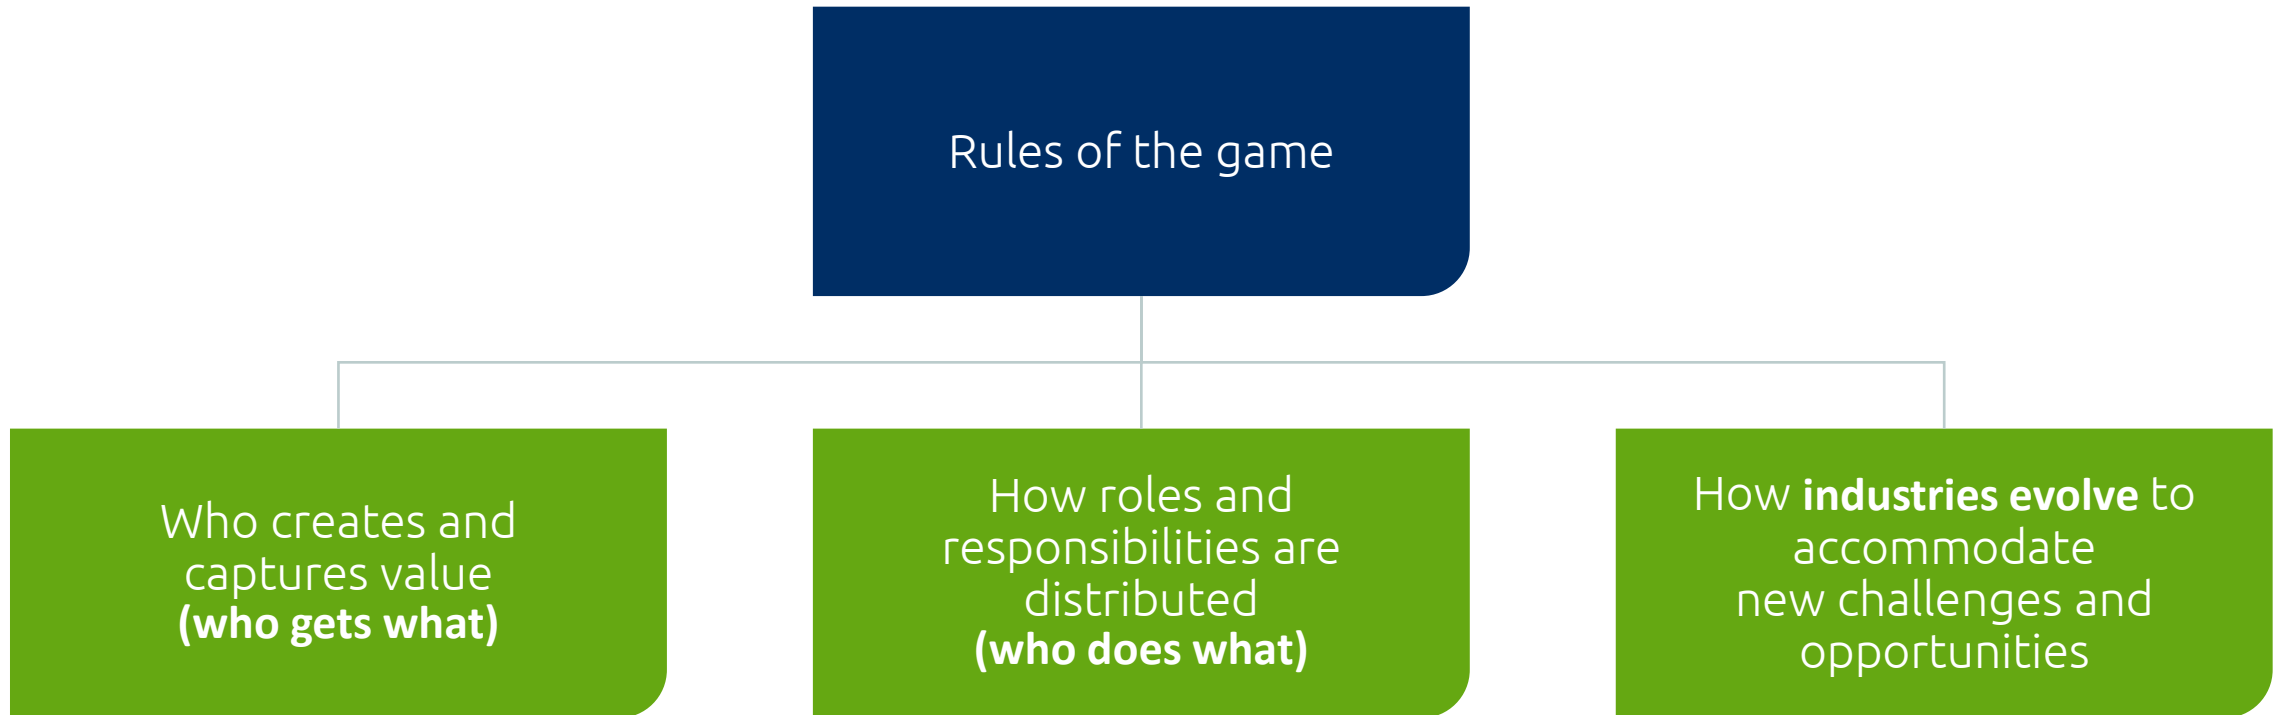 Rules of the game
Who creates and
captures value
(who gets what)
How roles and
responsibilities are
distributed
(who does what)
How industries evolve to
accommodate
new challenges and
opportunities